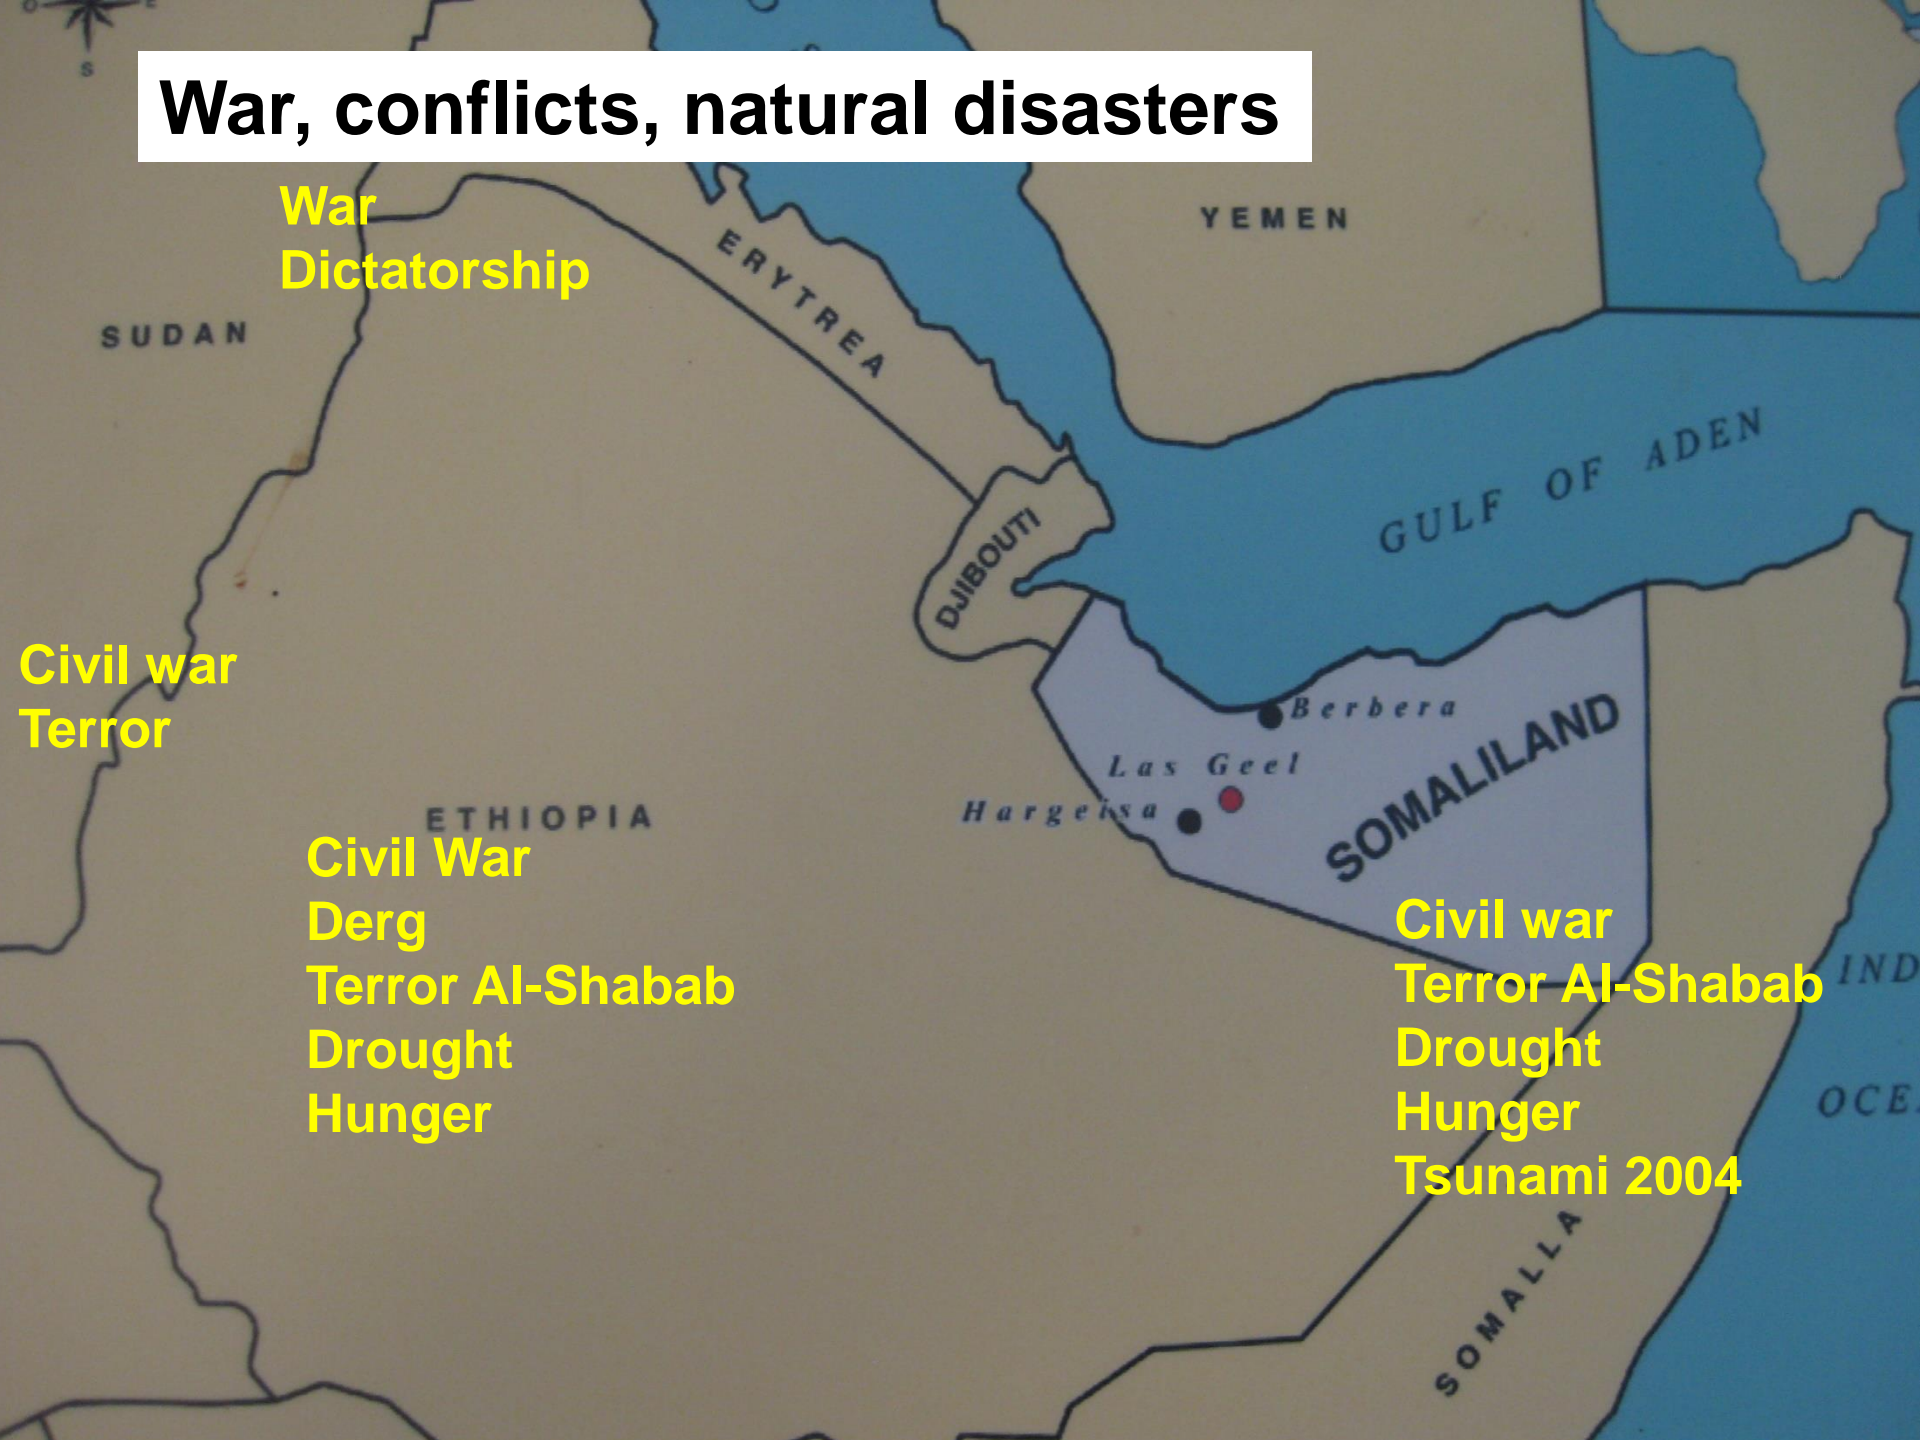 S
War, conflicts, natural disasters
War
Dictatorship
YEMEN
ERYTREA
SUDAN
GULF OF ADEN
DJIBOUTI
Civil war
Terror
Berbera
Las Geel
Hargeisa
SOMALILAND
ETHIOPIA
Civil War
Derg
Terror Al-Shabab
Drought
Hunger
Civil war
Terror Al-Shabab
Drought
Hunger
Tsunami 2004
IND
OCE
SOMALLA